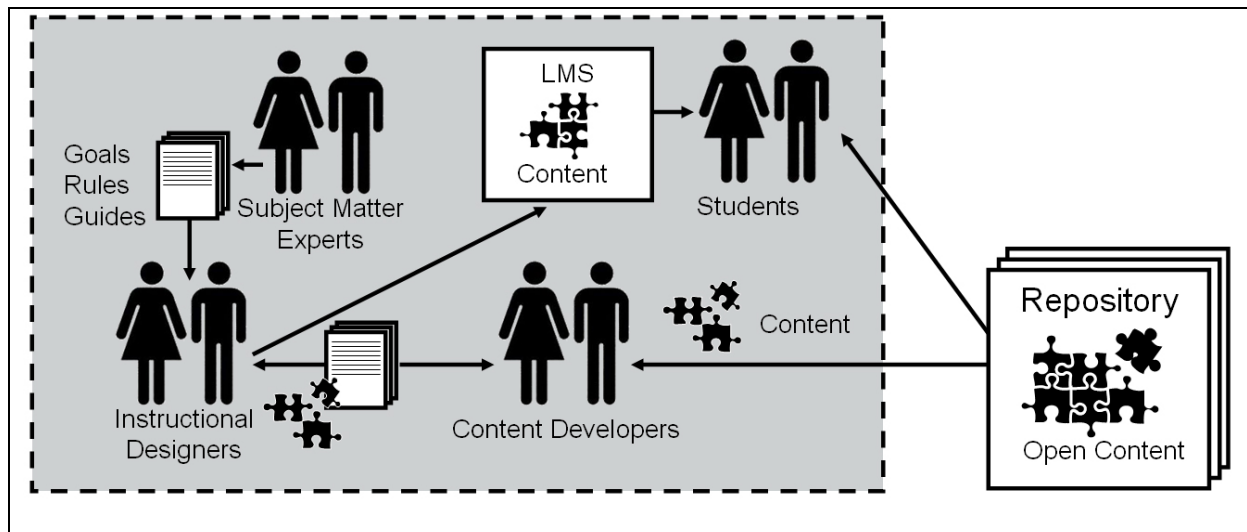 LMS
Content
Goals
Rules
Guides
Subject Matter
Experts
Students
Content
Repository
Open Content
Instructional
Designers
Content Developers